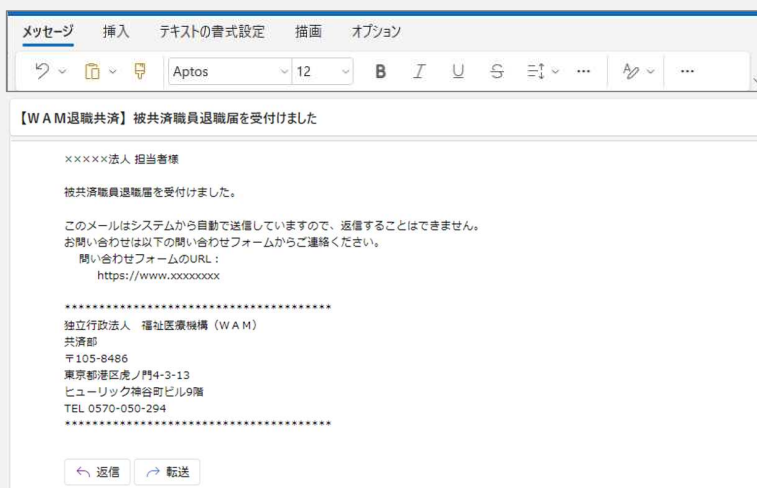 メッセージ 挿入 テキストの書式設定 描画 オプション
Aptos 12 B I U S
【ＷＡＭ退職共済】被共済職員退職届を受付けました
×××××法人 担当者様
被共済職員退職届を受付けました。
このメールはシステムから自動で送信していますので、返信することはできません。
お問い合わせは以下の問い合わせフォームからご連絡ください。
問い合わせフォームのURL：
https://www.xxxxxxxx
***************************************
独立行政法人　福祉医療機構（ＷＡＭ）
共済部
〒105-8486
東京都港区虎ノ門4-3-13
ヒューリック神谷町ビル9階
TEL 0570-050-294
***************************************
返信 転送